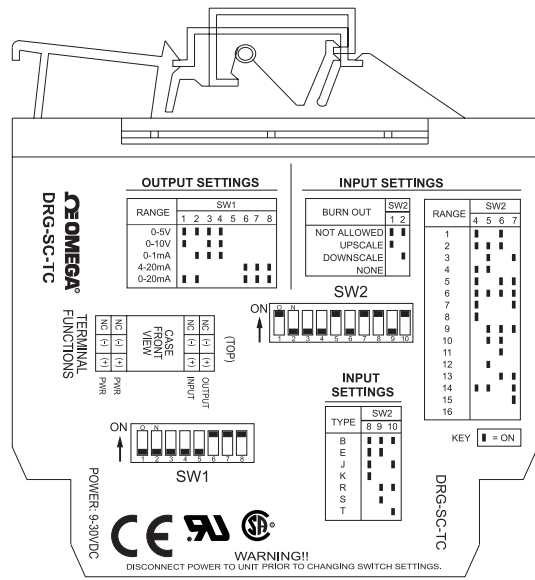 OUTPUT SETTINGS
RANGE SW1
1 2 3 4 5 6 7 8
0-5V
0-10V
0-1mA
4-20mA
0-20mA
INPUT SETTINGS
BURN OUT SW2
1 2
NOT ALLOWED
UPSCALE
DOWNSCALE
NONE
RANGE SW2
4 5 6 7
1
2
3
4
5
6
7
8
9
10
11
12
13
14
15
16
KEY = ON
Ω OMEGA®
DRG-SC-TC
SW2
ON
O N
1 2 3 4 5 6 7 8 9 10
TERMINAL
FUNCTIONS
NC (-) (+) PWR
NC (-) (+) PWR
CASE
FRONT
VIEW
NC (-) (+) INPUT
NC (-) (+) OUTPUT
(TOP)
INPUT
SETTINGS
TYPE SW2
8 9 10
B
E
J
K
R
S
T
ON
O N
1 2 3 4 5 6 7 8
SW1
POWER: 9-30VDC
CE
RU
SA®
DRG-SC-TC
WARNING!!
DISCONNECT POWER TO UNIT PRIOR TO CHANGING SWITCH SETTINGS.